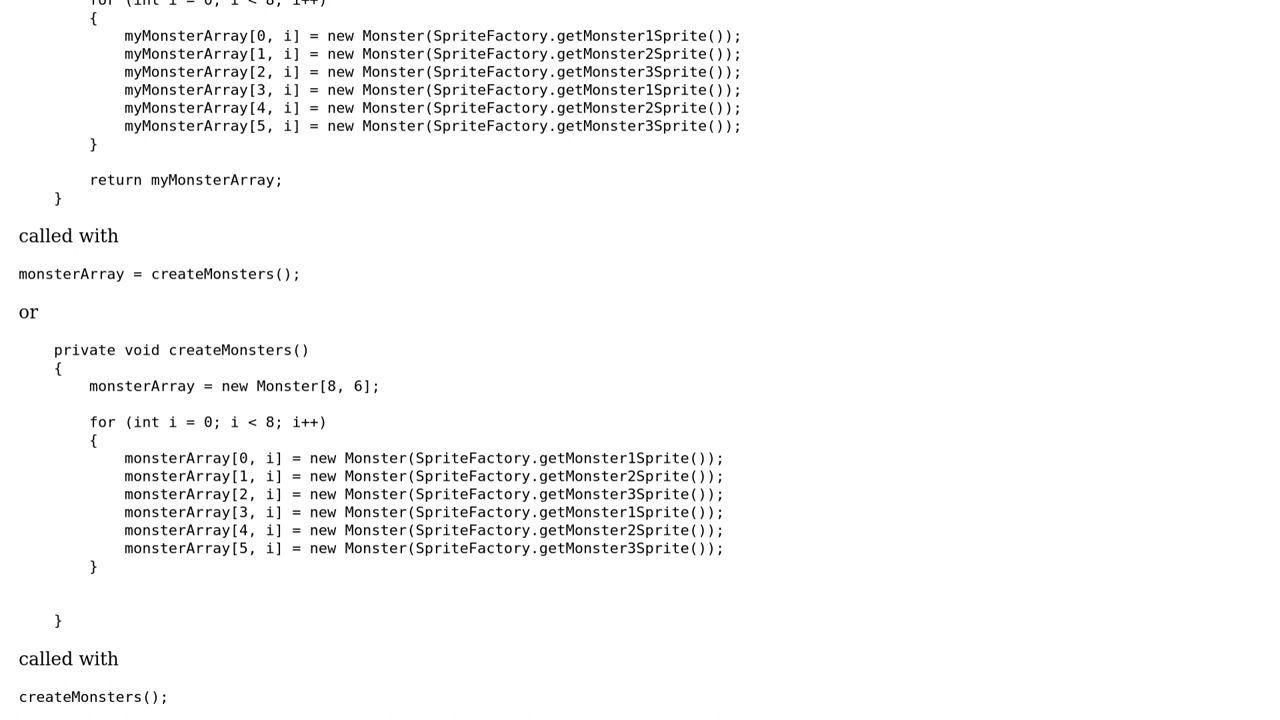 for (int i = 0; i < 8; i++)
{
myMonsterArray[0, i] = new Monster(SpriteFactory.getMonster1Sprite());
myMonsterArray[1, i] = new Monster(SpriteFactory.getMonster2Sprite());
myMonsterArray[2, i] = new Monster(SpriteFactory.getMonster3Sprite());
myMonsterArray[3, i] = new Monster(SpriteFactory.getMonster1Sprite());
myMonsterArray[4, i] = new Monster(SpriteFactory.getMonster2Sprite());
myMonsterArray[5, i] = new Monster(SpriteFactory.getMonster3Sprite());
}
return myMonsterArray;
}
called with
monsterArray = createMonsters();
or
private void createMonsters()
{
monsterArray = new Monster[8, 6];
for (int i = 0; i < 8; i++)
{
monsterArray[0, i] = new Monster(SpriteFactory.getMonster1Sprite());
monsterArray[1, i] = new Monster(SpriteFactory.getMonster2Sprite());
monsterArray[2, i] = new Monster(SpriteFactory.getMonster3Sprite());
monsterArray[3, i] = new Monster(SpriteFactory.getMonster1Sprite());
monsterArray[4, i] = new Monster(SpriteFactory.getMonster2Sprite());
monsterArray[5, i] = new Monster(SpriteFactory.getMonster3Sprite());
}
}
called with
createMonsters();